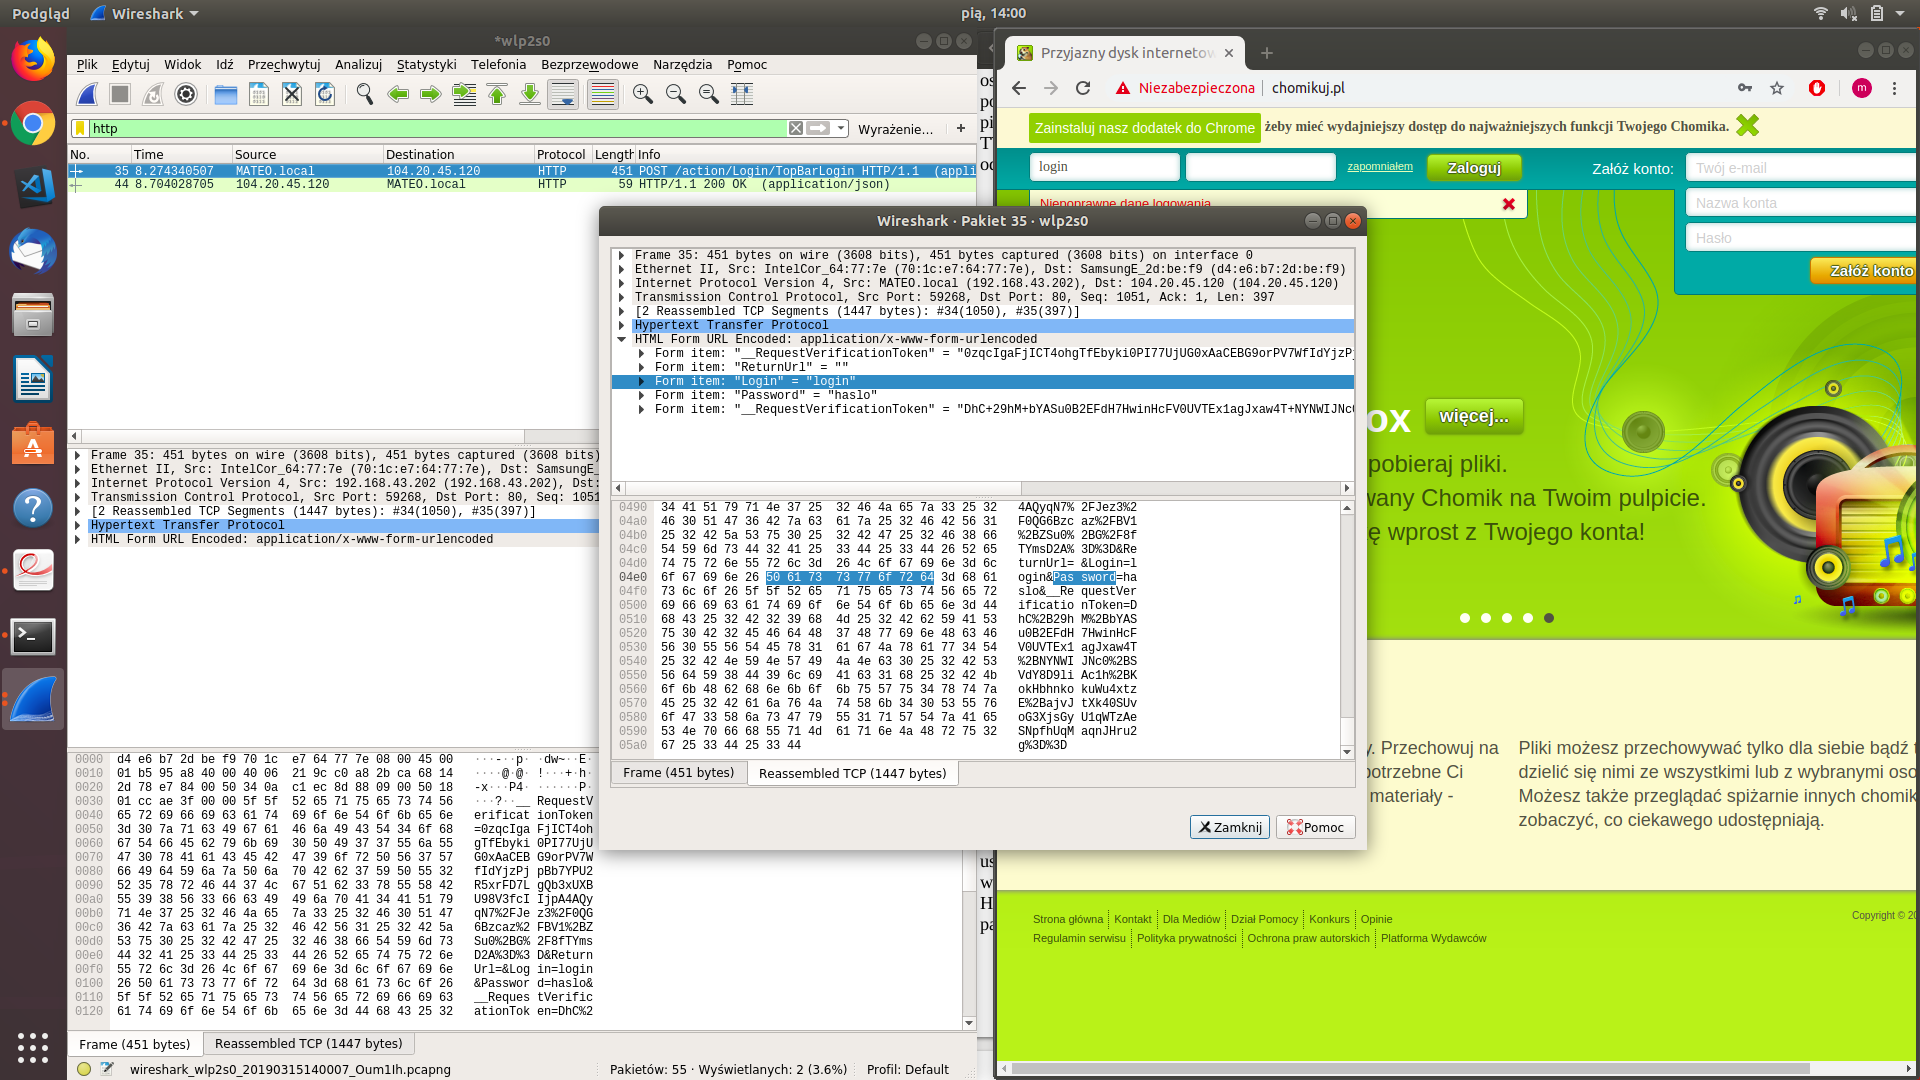 Podgląd
Wireshark
pią, 14:00
*wlp2s0
Plik Edytuj Widok Idź Przechwytuj Analizuj Statystyki Telefonia Bezprzewodowe Narzędzia Pomoc
http
Wyrażenie…
+
No. Time Source Destination Protocol Length Info
35 8.274340507 MATEO.local 104.20.45.120 HTTP 451 POST /action/Login/TopBarLogin HTTP/1.1 (appli
44 8.704028705 104.20.45.120 MATEO.local HTTP 59 HTTP/1.1 200 OK (application/json)
Frame 35: 451 bytes on wire (3608 bits), 451 bytes captured (3608 bits)
Ethernet II, Src: IntelCor_64:77:7e (70:1c:e7:64:77:7e), Dst: SamsungE_
Internet Protocol Version 4, Src: 192.168.43.202 (192.168.43.202), Dst:
Transmission Control Protocol, Src Port: 59268, Dst Port: 80, Seq: 1051
[2 Reassembled TCP Segments (1447 bytes): #34(1050), #35(397)]
Hypertext Transfer Protocol
HTML Form URL Encoded: application/x-www-form-urlencoded
0000 d4 e6 b7 2d be f9 70 1c e7 64 77 7e 08 00 45 00 ···-··p· ·dw~··E·
0010 01 b5 95 a8 40 00 40 06 21 9c c0 a8 2b ca 68 14 ····@·@· !···+·h·
0020 2d 78 e7 84 00 50 34 0a c1 ec 8d 88 09 00 50 18 -x···P4· ······P·
0030 01 cc ae 3f 00 00 5f 5f 52 65 71 75 65 73 74 56 ···?··__ RequestV
0040 65 72 69 66 69 63 61 74 69 6f 6e 54 6f 6b 65 6e erificat ionToken
0050 3d 30 7a 71 63 49 67 61 46 6a 49 43 54 34 6f 68 =0zqcIga FjICT4oh
0060 67 54 66 45 62 79 6b 69 30 50 49 37 37 55 6a 55 gTfEbyki 0PI77UjU
0070 47 30 78 41 61 43 45 42 47 39 6f 72 50 56 37 57 G0xAaCEB G9orPV7W
0080 66 49 64 59 6a 7a 50 6a 70 42 62 37 59 50 55 32 fIdYjzPj pBb7YPU2
0090 52 35 78 72 46 44 37 4c 67 51 62 33 78 55 58 42 R5xrFD7L gQb3xUXB
00a0 55 39 38 56 33 66 63 49 49 6a 70 41 34 41 51 79 U98V3fcI IjpA4AQy
00b0 71 4e 37 25 32 46 4a 65 7a 33 25 32 46 30 51 47 qN7%2FJe z3%2F0QG
00c0 36 42 7a 63 61 7a 25 32 46 42 56 31 25 32 42 5a 6Bzcaz%2 FBV1%2BZ
00d0 53 75 30 25 32 42 47 25 32 46 38 66 54 59 6d 73 Su0%2BG% 2F8fTYms
00e0 44 32 41 25 33 44 25 33 44 26 52 65 74 75 72 6e D2A%3D%3 D&Return
00f0 55 72 6c 3d 26 4c 6f 67 69 6e 3d 6c 6f 67 69 6e Url=&Log in=login
0100 26 50 61 73 73 77 6f 72 64 3d 68 61 73 6c 6f 26 &Passwor d=haslo&
0110 5f 5f 52 65 71 75 65 73 74 56 65 72 69 66 69 63 __Reques tVerific
0120 61 74 69 6f 6e 54 6f 6b 65 6e 3d 44 68 43 25 32 ationTok en=DhC%2
Frame (451 bytes) Reassembled TCP (1447 bytes)
wireshark_wlp2s0_20190315140007_Oum1Ih.pcapng
Pakietów: 55 · Wyświetlanych: 2 (3.6%)
Profil: Default
Wireshark · Pakiet 35 · wlp2s0
Frame 35: 451 bytes on wire (3608 bits), 451 bytes captured (3608 bits) on interface 0
Ethernet II, Src: IntelCor_64:77:7e (70:1c:e7:64:77:7e), Dst: SamsungE_2d:be:f9 (d4:e6:b7:2d:be:f9)
Internet Protocol Version 4, Src: MATEO.local (192.168.43.202), Dst: 104.20.45.120 (104.20.45.120)
Transmission Control Protocol, Src Port: 59268, Dst Port: 80, Seq: 1051, Ack: 1, Len: 397
[2 Reassembled TCP Segments (1447 bytes): #34(1050), #35(397)]
Hypertext Transfer Protocol
HTML Form URL Encoded: application/x-www-form-urlencoded
Form item: "__RequestVerificationToken" = "0zqcIgaFjICT4ohgTfEbyki0PI77UjUG0xAaCEBG9orPV7WfIdYjzPj
Form item: "ReturnUrl" = ""
Form item: "Login" = "login"
Form item: "Password" = "haslo"
Form item: "__RequestVerificationToken" = "DhC+29hM+bYASu0B2EFdH7HwinHcFV0UVTEx1agJxaw4T+NYNWIJNc0
0490 34 41 51 79 71 4e 37 25 32 46 4a 65 7a 33 25 32 4AQyqN7% 2FJez3%2
04a0 46 30 51 47 36 42 7a 63 61 7a 25 32 46 42 56 31 F0QG6Bzc az%2FBV1
04b0 25 32 42 5a 53 75 30 25 32 42 47 25 32 46 38 66 %2BZSu0% 2BG%2F8f
04c0 54 59 6d 73 44 32 41 25 33 44 25 33 44 26 52 65 TYmsD2A% 3D%3D&Re
04d0 74 75 72 6e 55 72 6c 3d 26 4c 6f 67 69 6e 3d 6c turnUrl= &Login=l
04e0 6f 67 69 6e 26 50 61 73 73 77 6f 72 64 3d 68 61 ogin&Pas sword=ha
04f0 73 6c 6f 26 5f 5f 52 65 71 75 65 73 74 56 65 72 slo&__Re questVer
0500 69 66 69 63 61 74 69 6f 6e 54 6f 6b 65 6e 3d 44 ificatio nToken=D
0510 68 43 25 32 42 32 39 68 4d 25 32 42 62 59 41 53 hC%2B29h M%2BbYAS
0520 75 30 42 32 45 46 64 48 37 48 77 69 6e 48 63 46 u0B2EFdH 7HwinHcF
0530 56 30 55 56 54 45 78 31 61 67 4a 78 61 77 34 54 V0UVTEx1 agJxaw4T
0540 25 32 42 4e 59 4e 57 49 4a 4e 63 30 25 32 42 53 %2BNYNWI JNc0%2BS
0550 56 64 59 38 44 39 6c 69 41 63 31 68 25 32 42 4b VdY8D9li Ac1h%2BK
0560 6f 6b 48 62 68 6e 6b 6f 6b 75 57 75 34 78 74 7a okHbhnko kuWu4xtz
0570 45 25 32 42 61 6a 76 4a 74 58 6b 34 30 53 55 76 E%2BajvJ tXk40SUv
0580 6f 47 33 58 6a 73 47 79 55 31 71 57 54 7a 41 65 oG3XjsGy U1qWTzAe
0590 53 4e 70 66 68 55 71 4d 61 71 6e 4a 48 72 75 32 SNpfhUqM aqnJHru2
05a0 67 25 33 44 25 33 44 g%3D%3D
Frame (451 bytes) Reassembled TCP (1447 bytes)
Zamknij Pomoc
Przyjazny dysk internetow
Niezabezpieczona chomikuj.pl
m
Zainstaluj nasz dodatek do Chrome żeby mieć wydajniejszy dostęp do najważniejszych funkcji Twojego Chomika.
login zapomniałem Zaloguj Załóż konto: Twój e-mail
Niepoprawne dane logowania
Nazwa konta
Hasło
Załóż konto
ox więcej...
pobieraj pliki.
wany Chomik na Twoim pulpicie.
ę wprost z Twojego konta!
y. Przechowuj na
otrzebne Ci
materiały -
Pliki możesz przechowywać tylko dla siebie bądź t
dzielić się nimi ze wszystkimi lub z wybranymi oso
Możesz także przeglądać spiżarnie innych chomik
zobaczyć, co ciekawego udostępniają.
Strona główna Kontakt Dla Mediów Dział Pomocy Konkurs Opinie
Regulamin serwisu Polityka prywatności Ochrona praw autorskich Platforma Wydawców
Copyright © 20